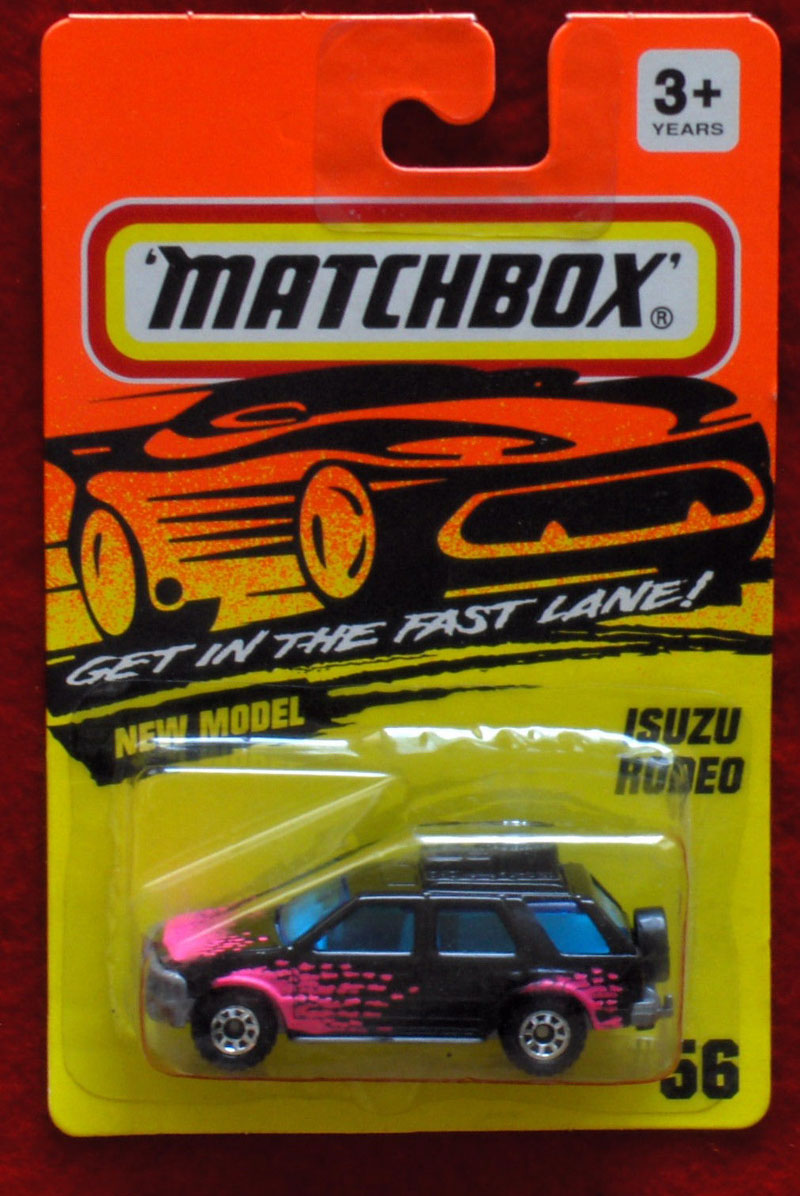 3+
YEARS
'MATCHBOX'®
GET IN THE FAST LANE!
NEW MODEL
ISUZU
RODEO
#56